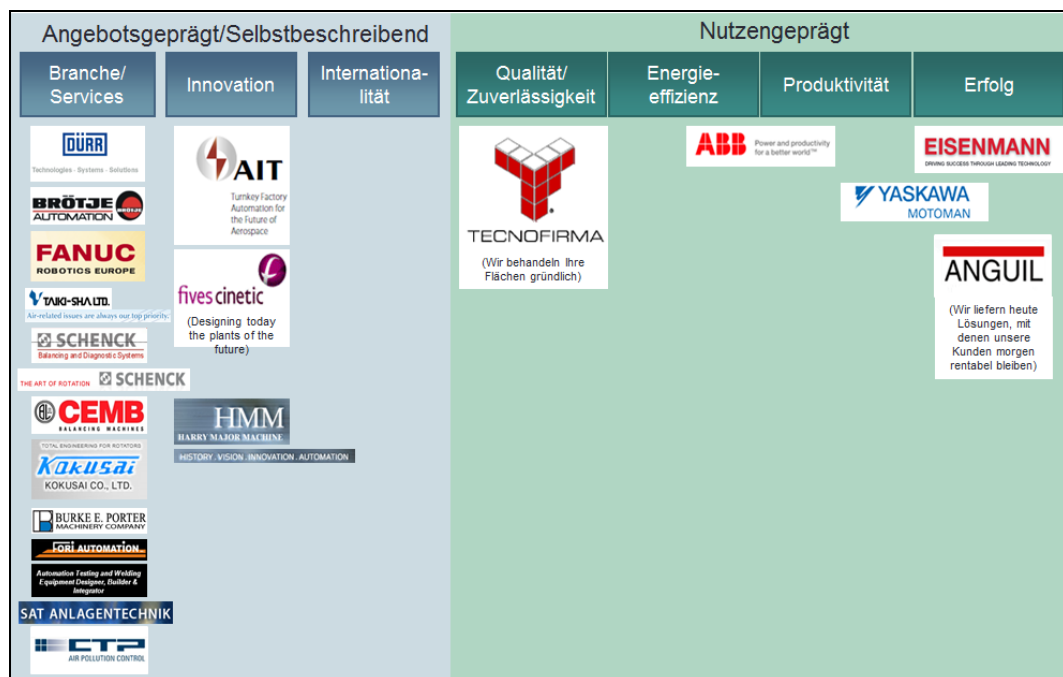 Angebotsgeprägt/Selbstbeschreibend
Nutzengeprägt
Branche/
Services
Innovation
Internationa-
lität
Qualität/
Zuverlässigkeit
Energie-
effizienz
Produktivität
Erfolg
DÜRR
Technologies · Systems · Solutions
BRÖTJE
AUTOMATION
BRÖTJE
FANUC
ROBOTICS EUROPE
TAIKI-SHA LTD.
Air-related issues are always our top priority.
SCHENCK
Balancing and Diagnostic Systems
THE ART OF ROTATION SCHENCK
CEMB
BALANCING MACHINES
TOTAL ENGINEERING FOR ROTATORS
Kokusai
KOKUSAI CO., LTD.
BURKE E. PORTER
MACHINERY COMPANY
FORI AUTOMATION
Automation Testing and Welding
Equipment Designer, Builder &
Integrator
SAT ANLAGENTECHNIK
CTP
AIR POLLUTION CONTROL
AIT
Turnkey Factory
Automation for
the Future of
Aerospace
fives cinetic
(Designing today
the plants of the
future)
HMM
HARRY MAJOR MACHINE
HISTORY . VISION . INNOVATION . AUTOMATION
TECNOFIRMA
(Wir behandeln Ihre
Flächen gründlich)
ABB
Power and productivity
for a better world™
YASKAWA
MOTOMAN
EISENMANN
DRIVING SUCCESS THROUGH LEADING TECHNOLOGY
ANGUIL
(Wir liefern heute
Lösungen, mit
denen unsere
Kunden morgen
rentabel bleiben)